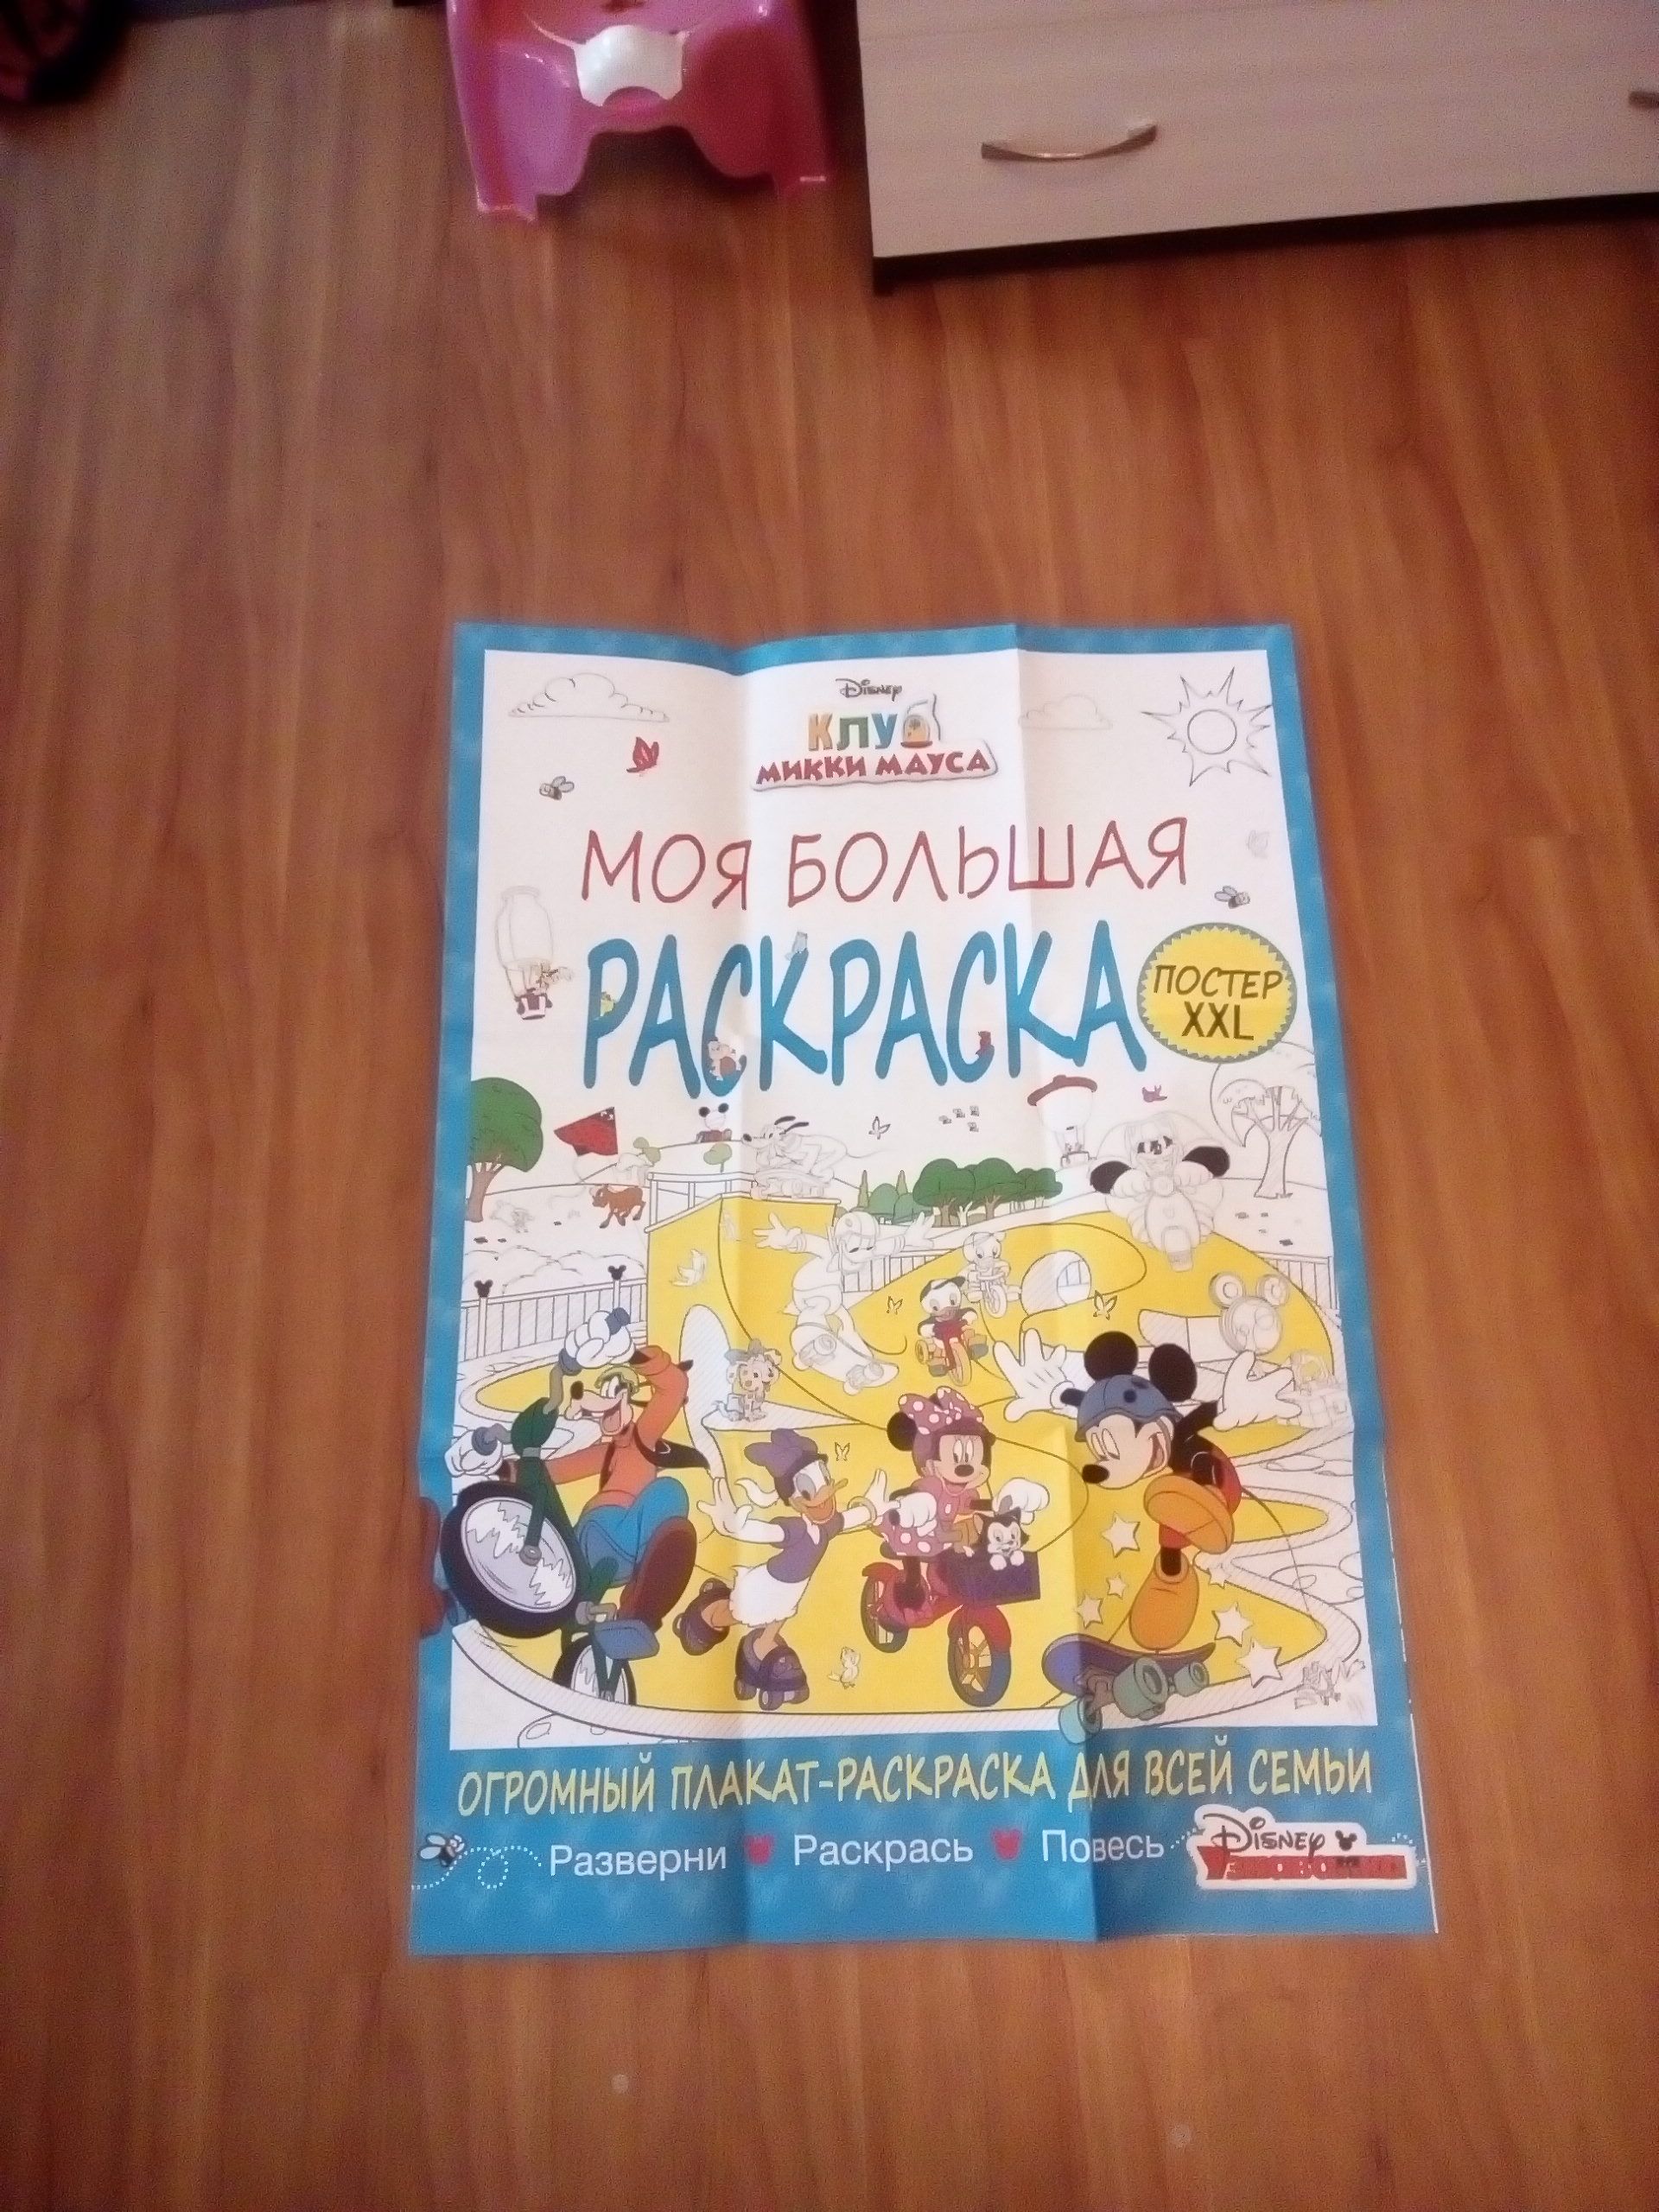 Disney
КЛУБ
МИККИ МАУСА
МОЯ БОЛЬШАЯ
РАСКРАСКА
ПОСТЕР
XXL
ОГРОМНЫЙ ПЛАКАТ-РАСКРАСКА ДЛЯ ВСЕЙ СЕМЬИ
Разверни Раскрась Повесь
Disney